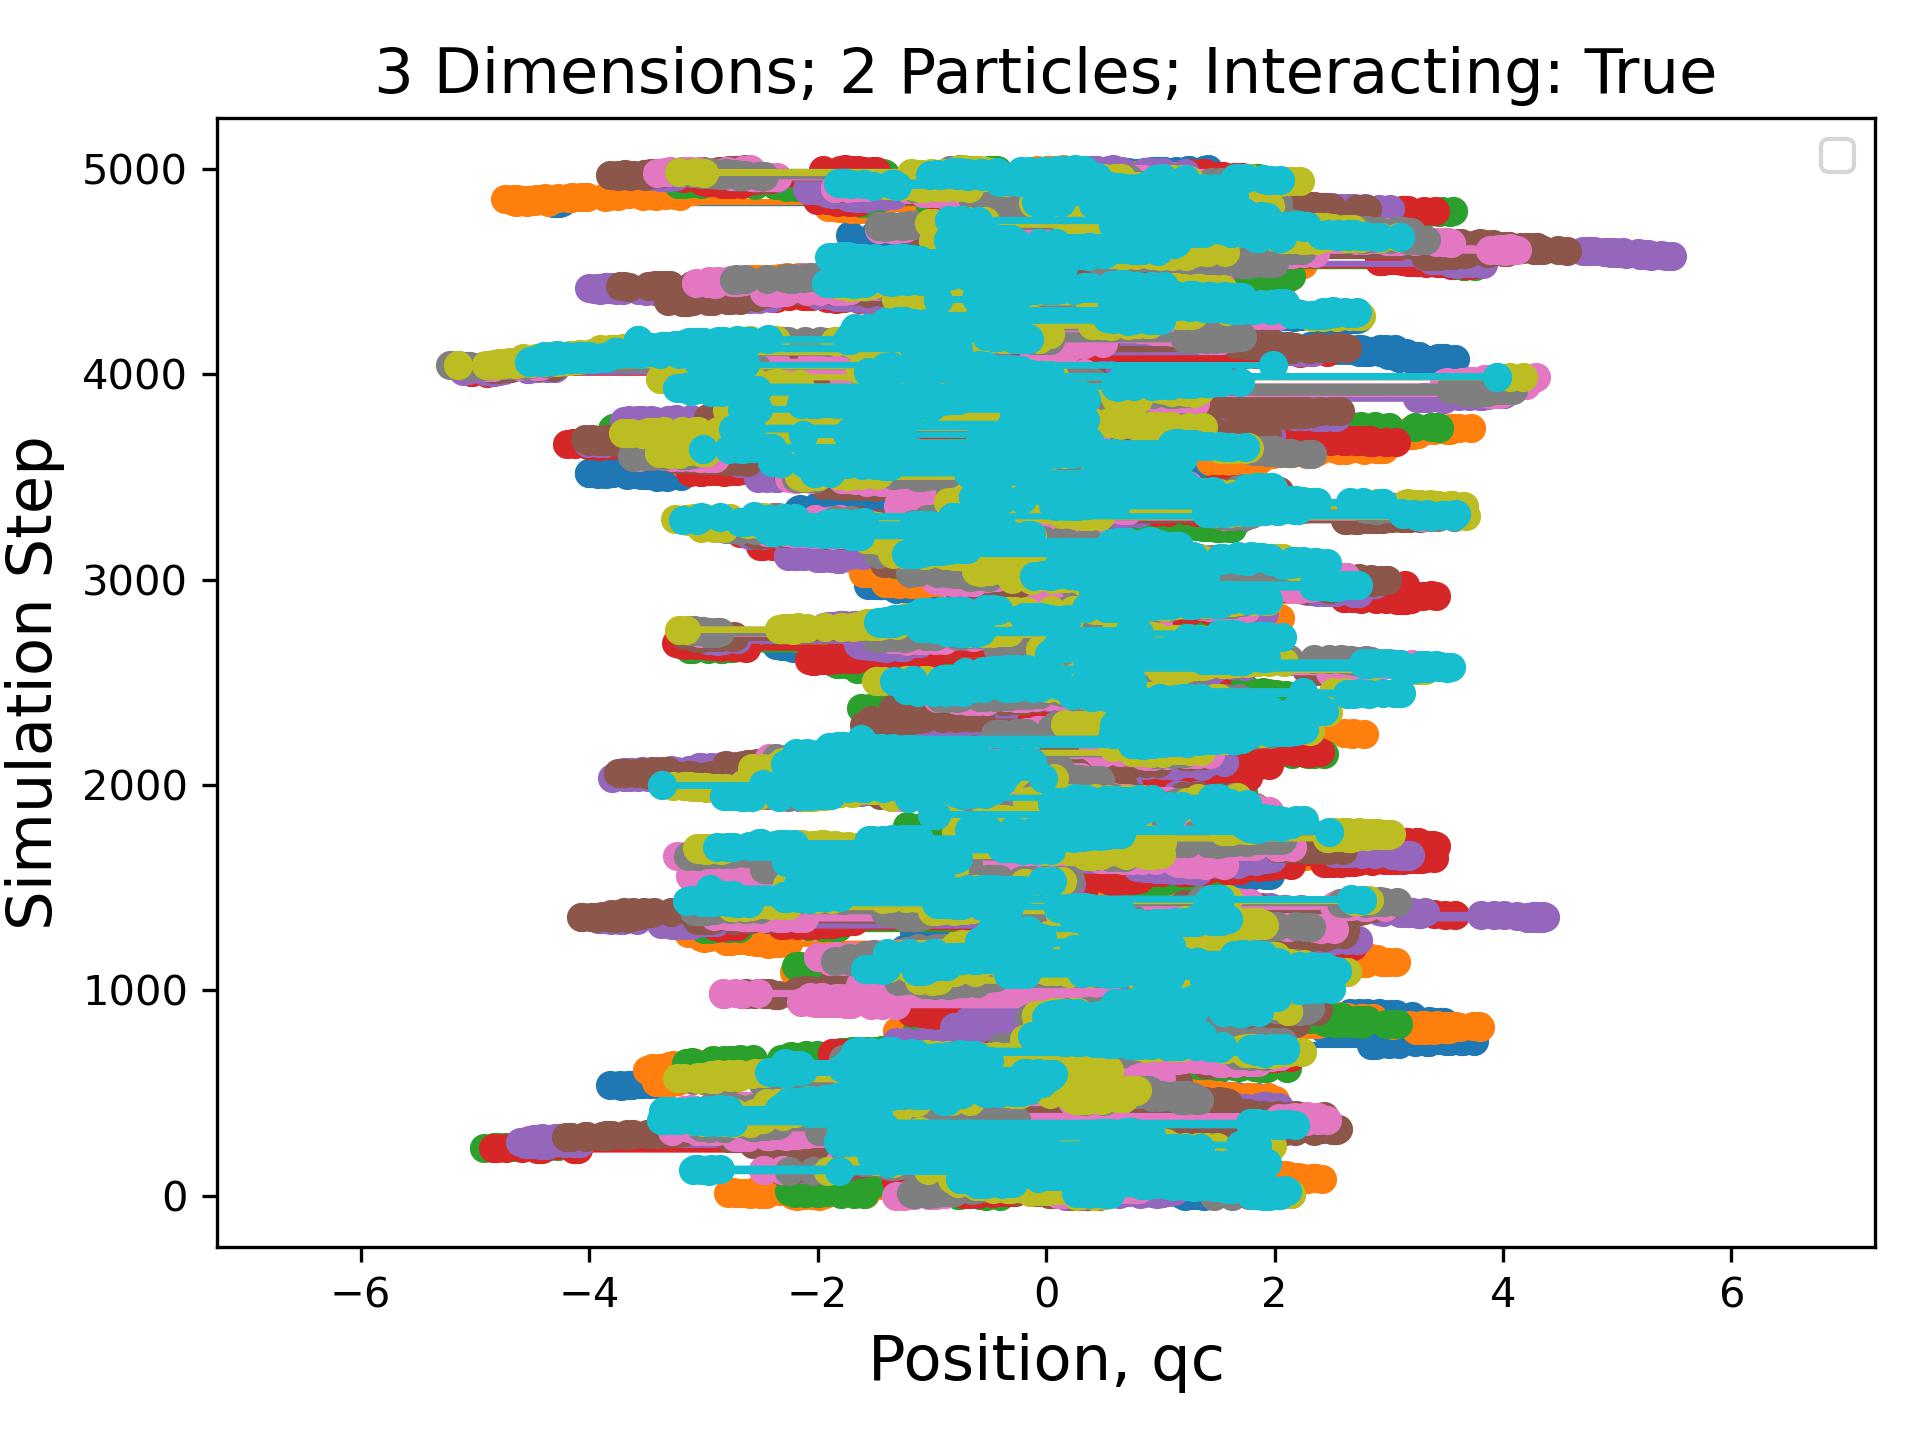 3 Dimensions; 2 Particles; Interacting: True
5000
4000
3000
2000
1000
0
Simulation Step
−6 −4 −2 0 2 4 6
Position, qc